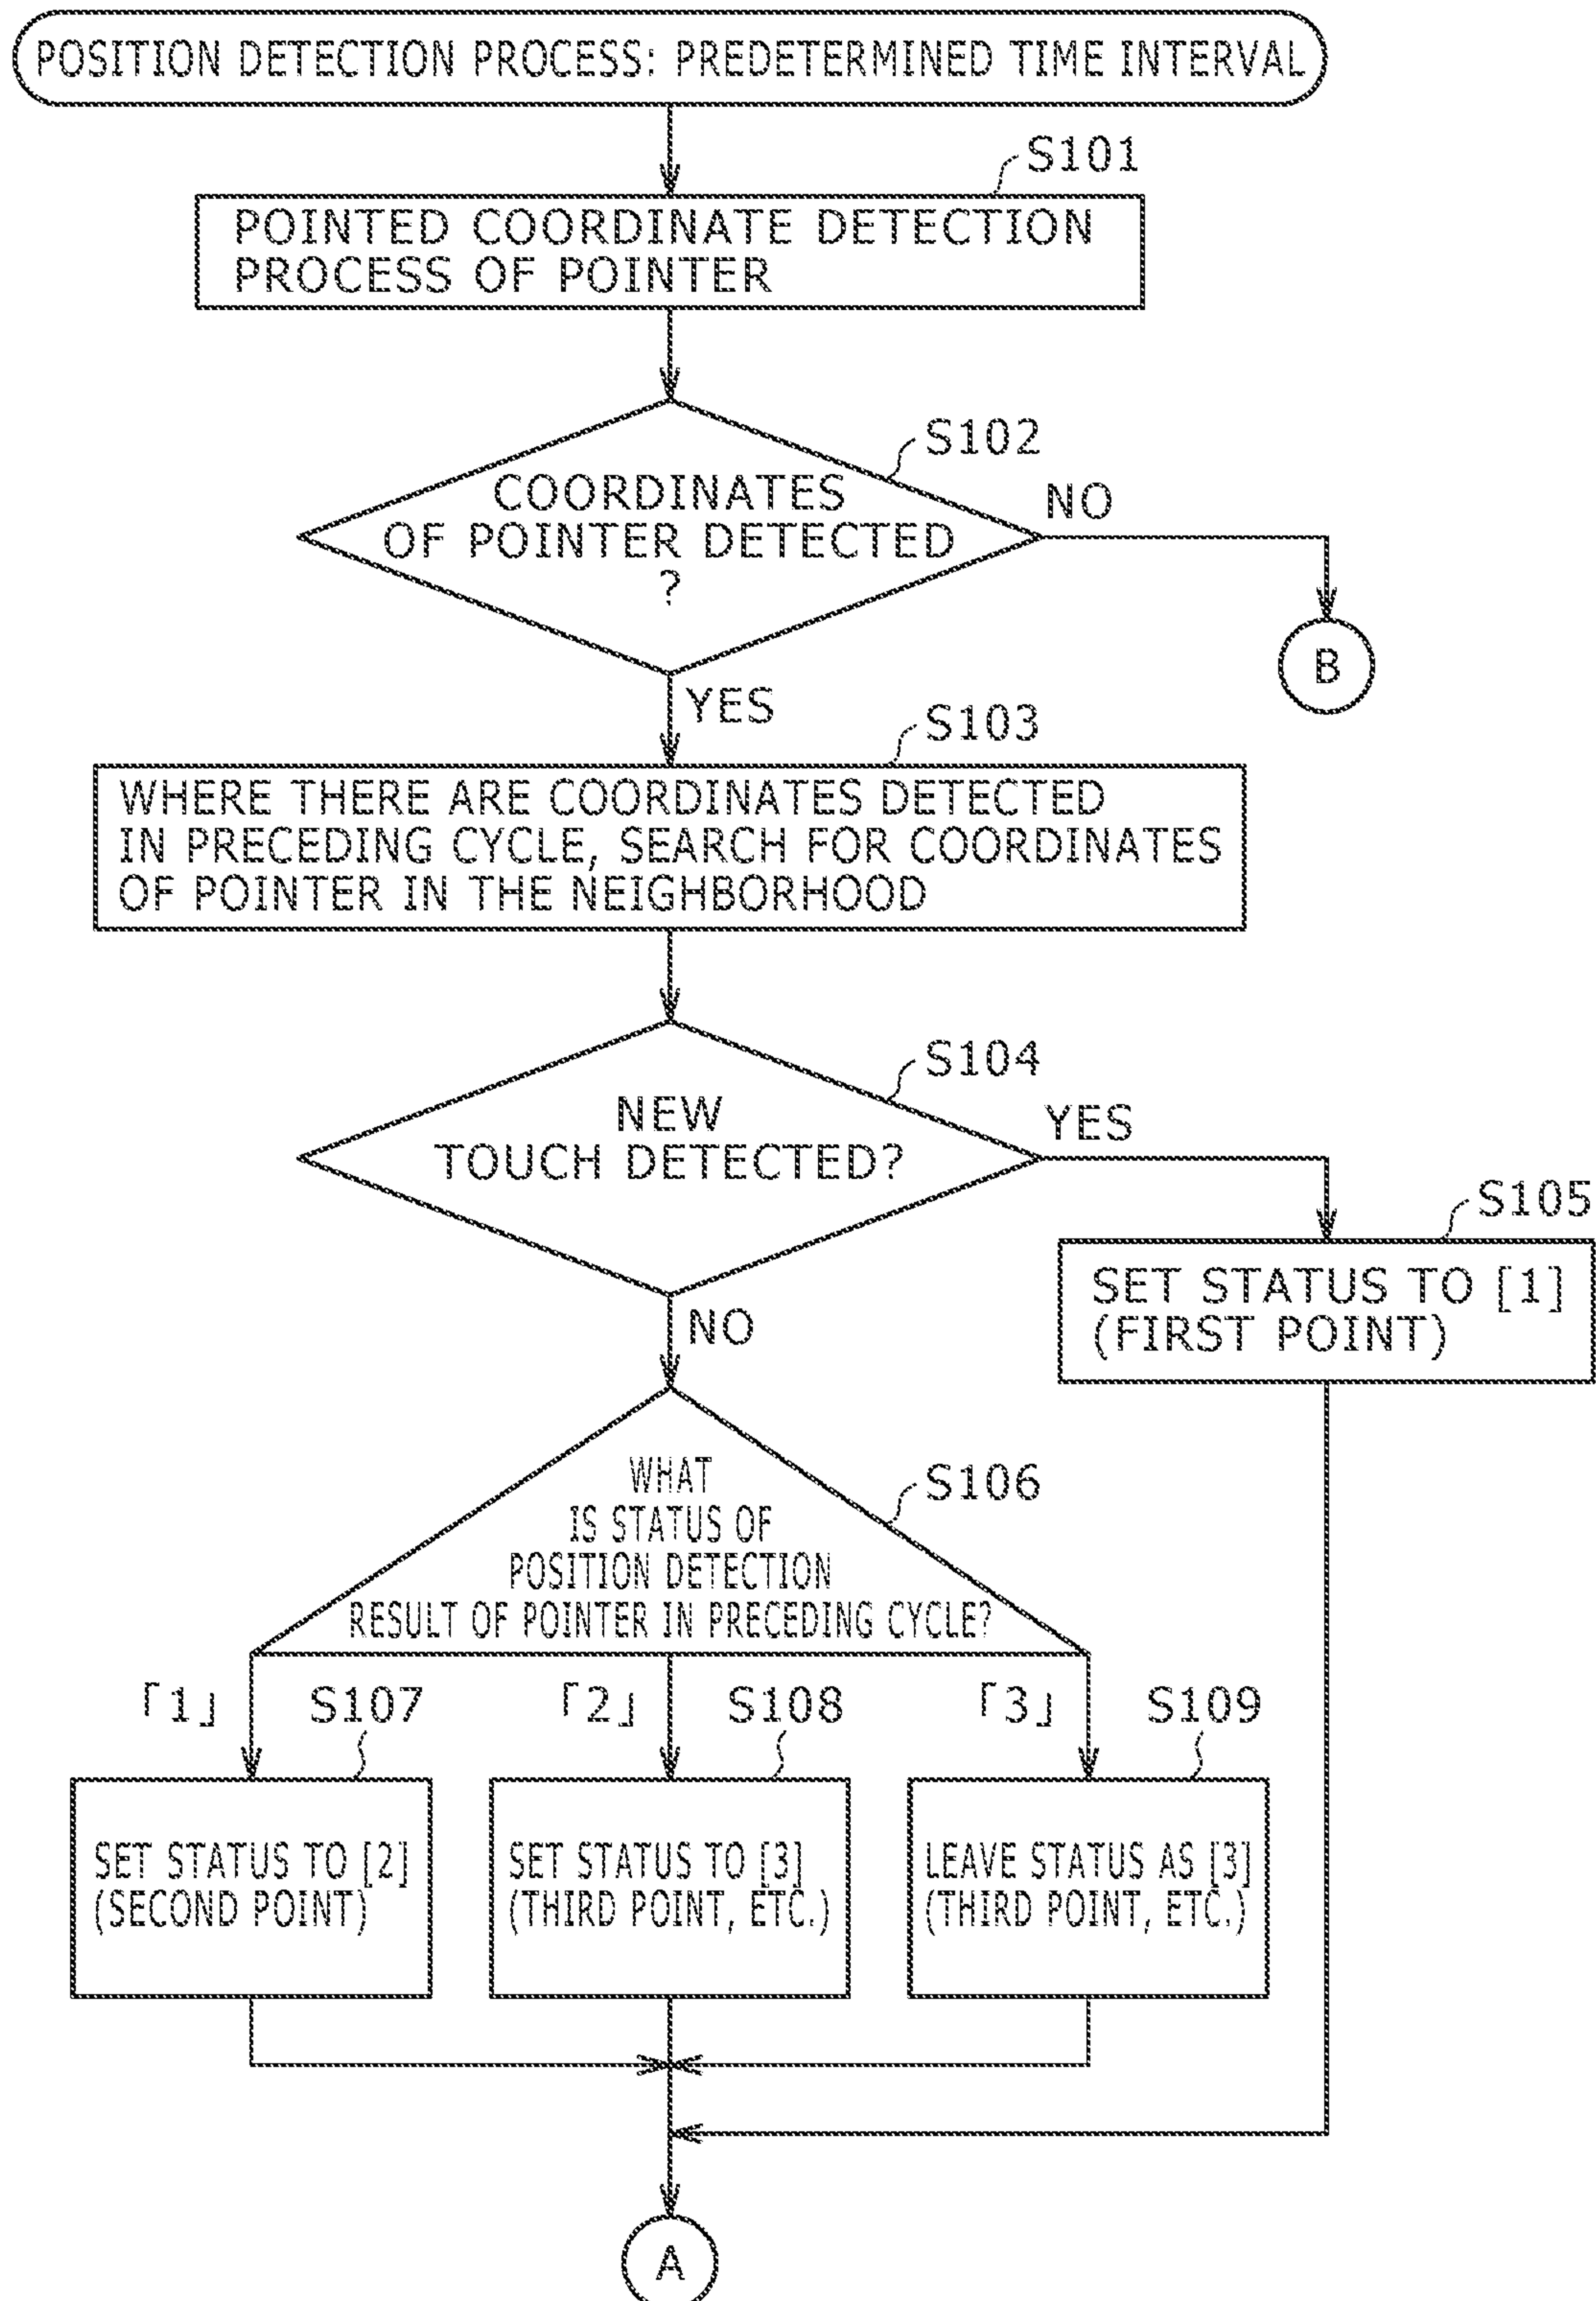 POSITION DETECTION PROCESS: PREDETERMINED TIME INTERVAL
S101
POINTED COORDINATE DETECTION
PROCESS OF POINTER
S102
COORDINATES
OF POINTER DETECTED
?
NO
B
YES
S103
WHERE THERE ARE COORDINATES DETECTED
IN PRECEDING CYCLE, SEARCH FOR COORDINATES
OF POINTER IN THE NEIGHBORHOOD
S104
NEW
TOUCH DETECTED?
YES
S105
SET STATUS TO [1]
(FIRST POINT)
NO
S106
WHAT
IS STATUS OF
POSITION DETECTION
RESULT OF POINTER IN PRECEDING CYCLE?
「1」
S107
「2」
S108
「3」
S109
SET STATUS TO [2]
(SECOND POINT)
SET STATUS TO [3]
(THIRD POINT, ETC.)
LEAVE STATUS AS [3]
(THIRD POINT, ETC.)
A